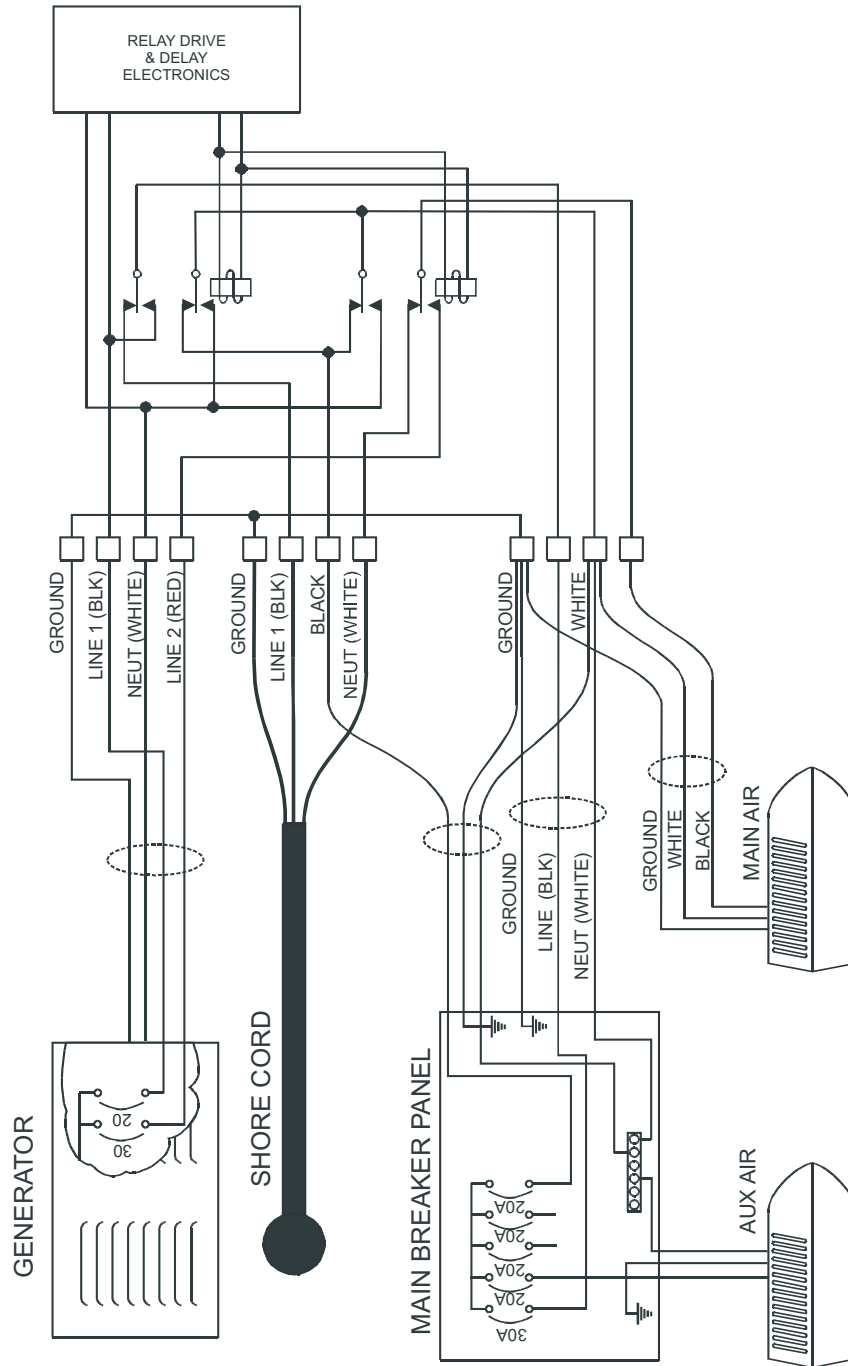 RELAY DRIVE
& DELAY
ELECTRONICS
GROUND
LINE 1 (BLK)
NEUT (WHITE)
LINE 2 (RED)
GROUND
LINE 1 (BLK)
BLACK
NEUT (WHITE)
GROUND
WHITE
GROUND
LINE (BLK)
NEUT (WHITE)
GROUND
WHITE
BLACK
MAIN AIR
GENERATOR
20
30
SHORE CORD
MAIN BREAKER PANEL
20A
20A
20A
20A
30A
AUX AIR